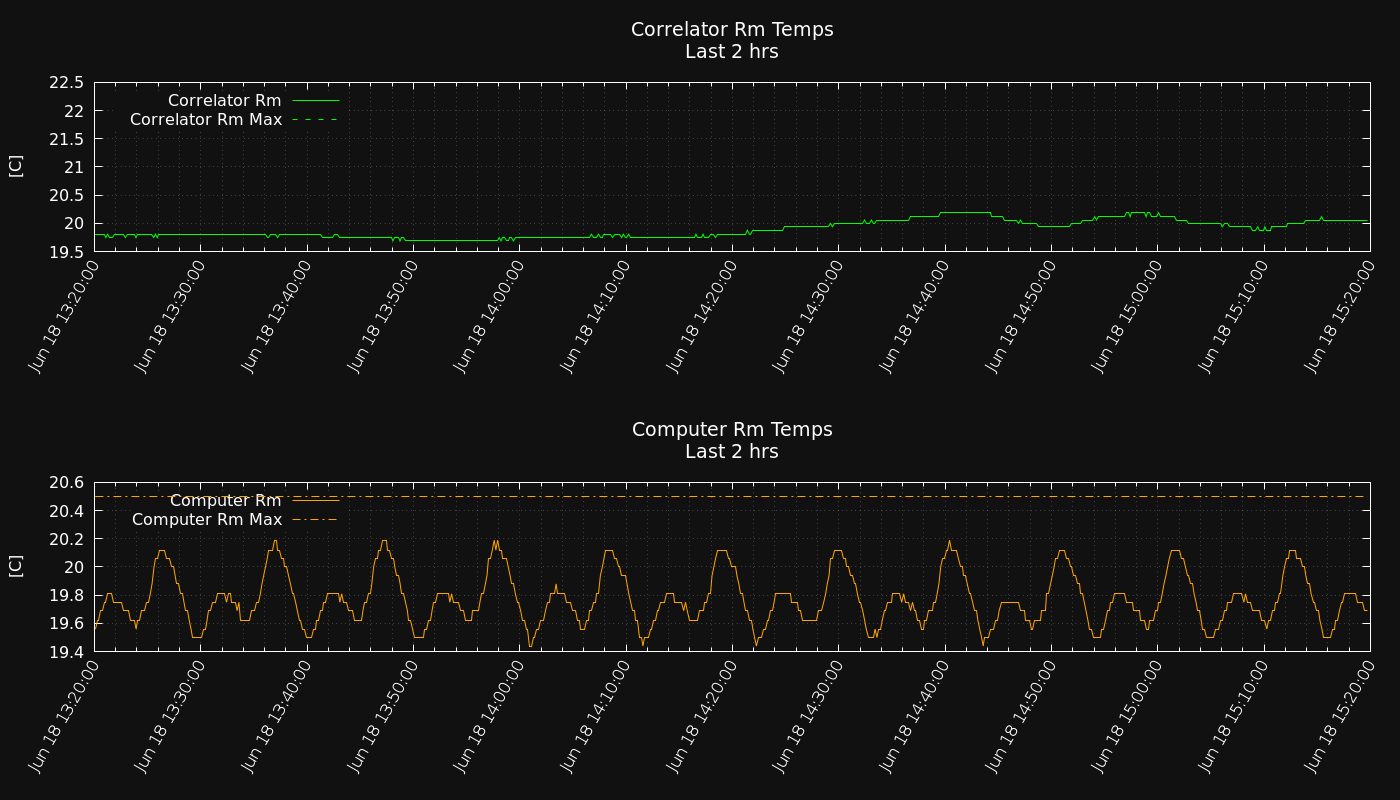 Correlator Rm Temps
Last 2 hrs
22.5
22
21.5
21
20.5
20
19.5
[C]
Correlator Rm
Correlator Rm Max
Jun 18 13:20:00
Jun 18 13:30:00
Jun 18 13:40:00
Jun 18 13:50:00
Jun 18 14:00:00
Jun 18 14:10:00
Jun 18 14:20:00
Jun 18 14:30:00
Jun 18 14:40:00
Jun 18 14:50:00
Jun 18 15:00:00
Jun 18 15:10:00
Jun 18 15:20:00
Computer Rm Temps
Last 2 hrs
20.6
20.4
20.2
20
19.8
19.6
19.4
[C]
Computer Rm
Computer Rm Max
Jun 18 13:20:00
Jun 18 13:30:00
Jun 18 13:40:00
Jun 18 13:50:00
Jun 18 14:00:00
Jun 18 14:10:00
Jun 18 14:20:00
Jun 18 14:30:00
Jun 18 14:40:00
Jun 18 14:50:00
Jun 18 15:00:00
Jun 18 15:10:00
Jun 18 15:20:00